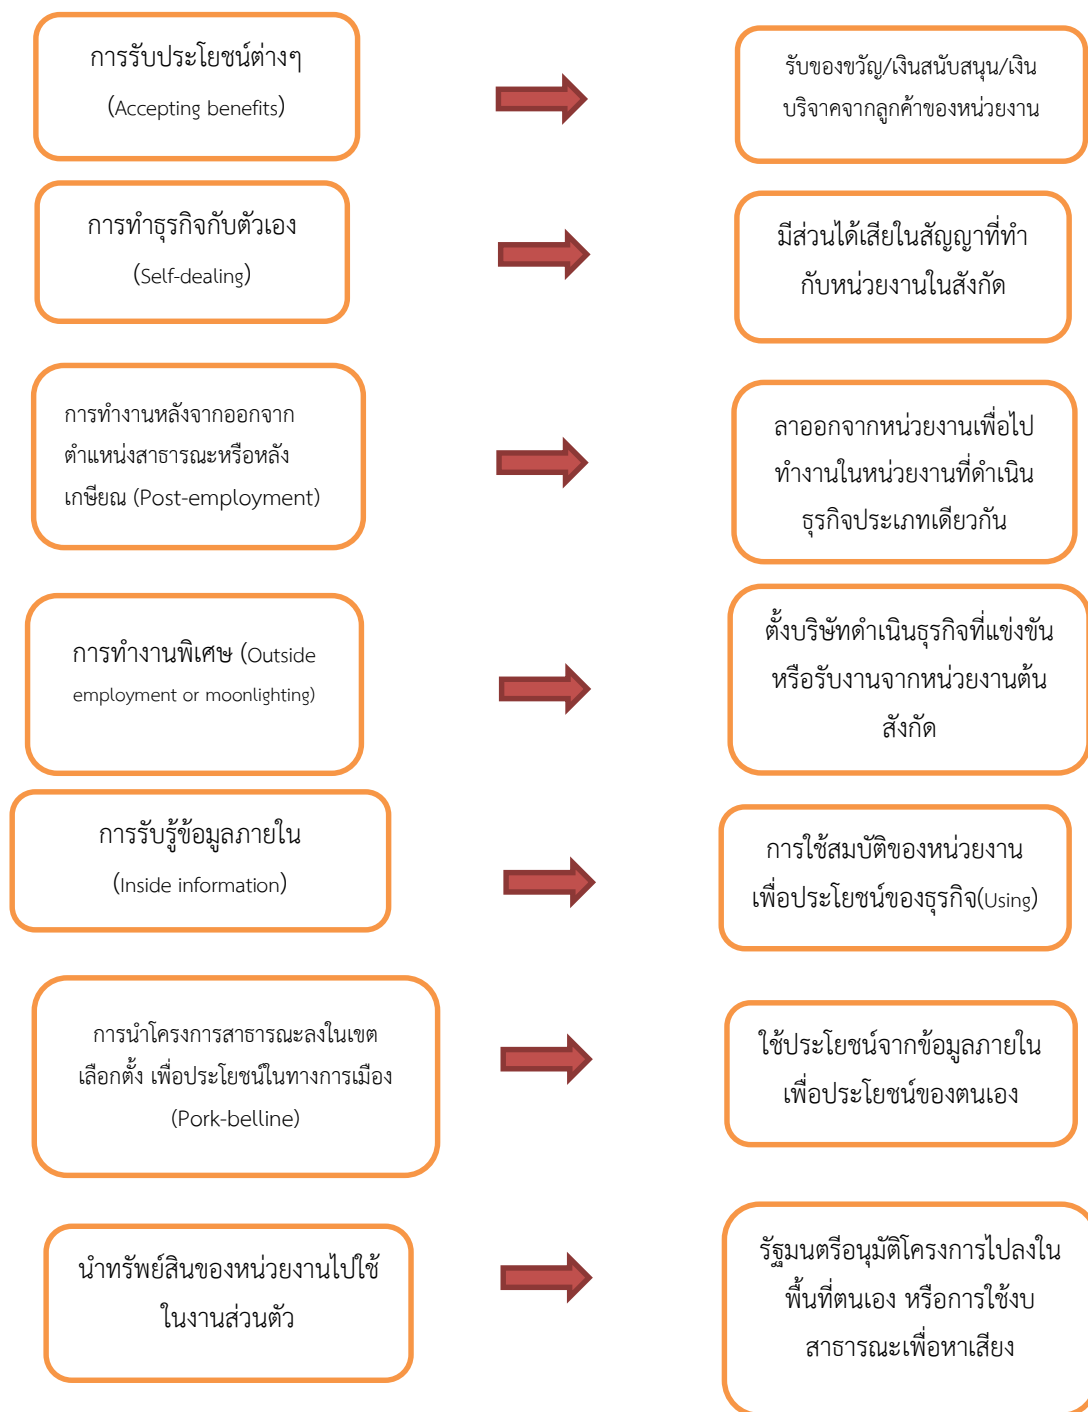 การรับประโยชน์ต่างๆ
(Accepting benefits)
รับของขวัญ/เงินสนับสนุน/เงิน
บริจาคจากลูกค้าของหน่วยงาน
การทำธุรกิจกับตัวเอง
(Self-dealing)
มีส่วนได้เสียในสัญญาที่ทำ
กับหน่วยงานในสังกัด
การทำงานหลังจากออกจาก
ตำแหน่งสาธารณะหรือหลัง
เกษียณ (Post-employment)
ลาออกจากหน่วยงานเพื่อไป
ทำงานในหน่วยงานที่ดำเนิน
ธุรกิจประเภทเดียวกัน
การทำงานพิเศษ (Outside
employment or moonlighting)
ตั้งบริษัทดำเนินธุรกิจที่แข่งขัน
หรือรับงานจากหน่วยงานต้น
สังกัด
การรับรู้ข้อมูลภายใน
(Inside information)
การใช้สมบัติของหน่วยงาน
เพื่อประโยชน์ของธุรกิจ(Using)
การนำโครงการสาธารณะลงในเขต
เลือกตั้ง เพื่อประโยชน์ในทางการเมือง
(Pork-belline)
ใช้ประโยชน์จากข้อมูลภายใน
เพื่อประโยชน์ของตนเอง
นำทรัพย์สินของหน่วยงานไปใช้
ในงานส่วนตัว
รัฐมนตรีอนุมัติโครงการไปลงใน
พื้นที่ตนเอง หรือการใช้งบ
สาธารณะเพื่อหาเสียง